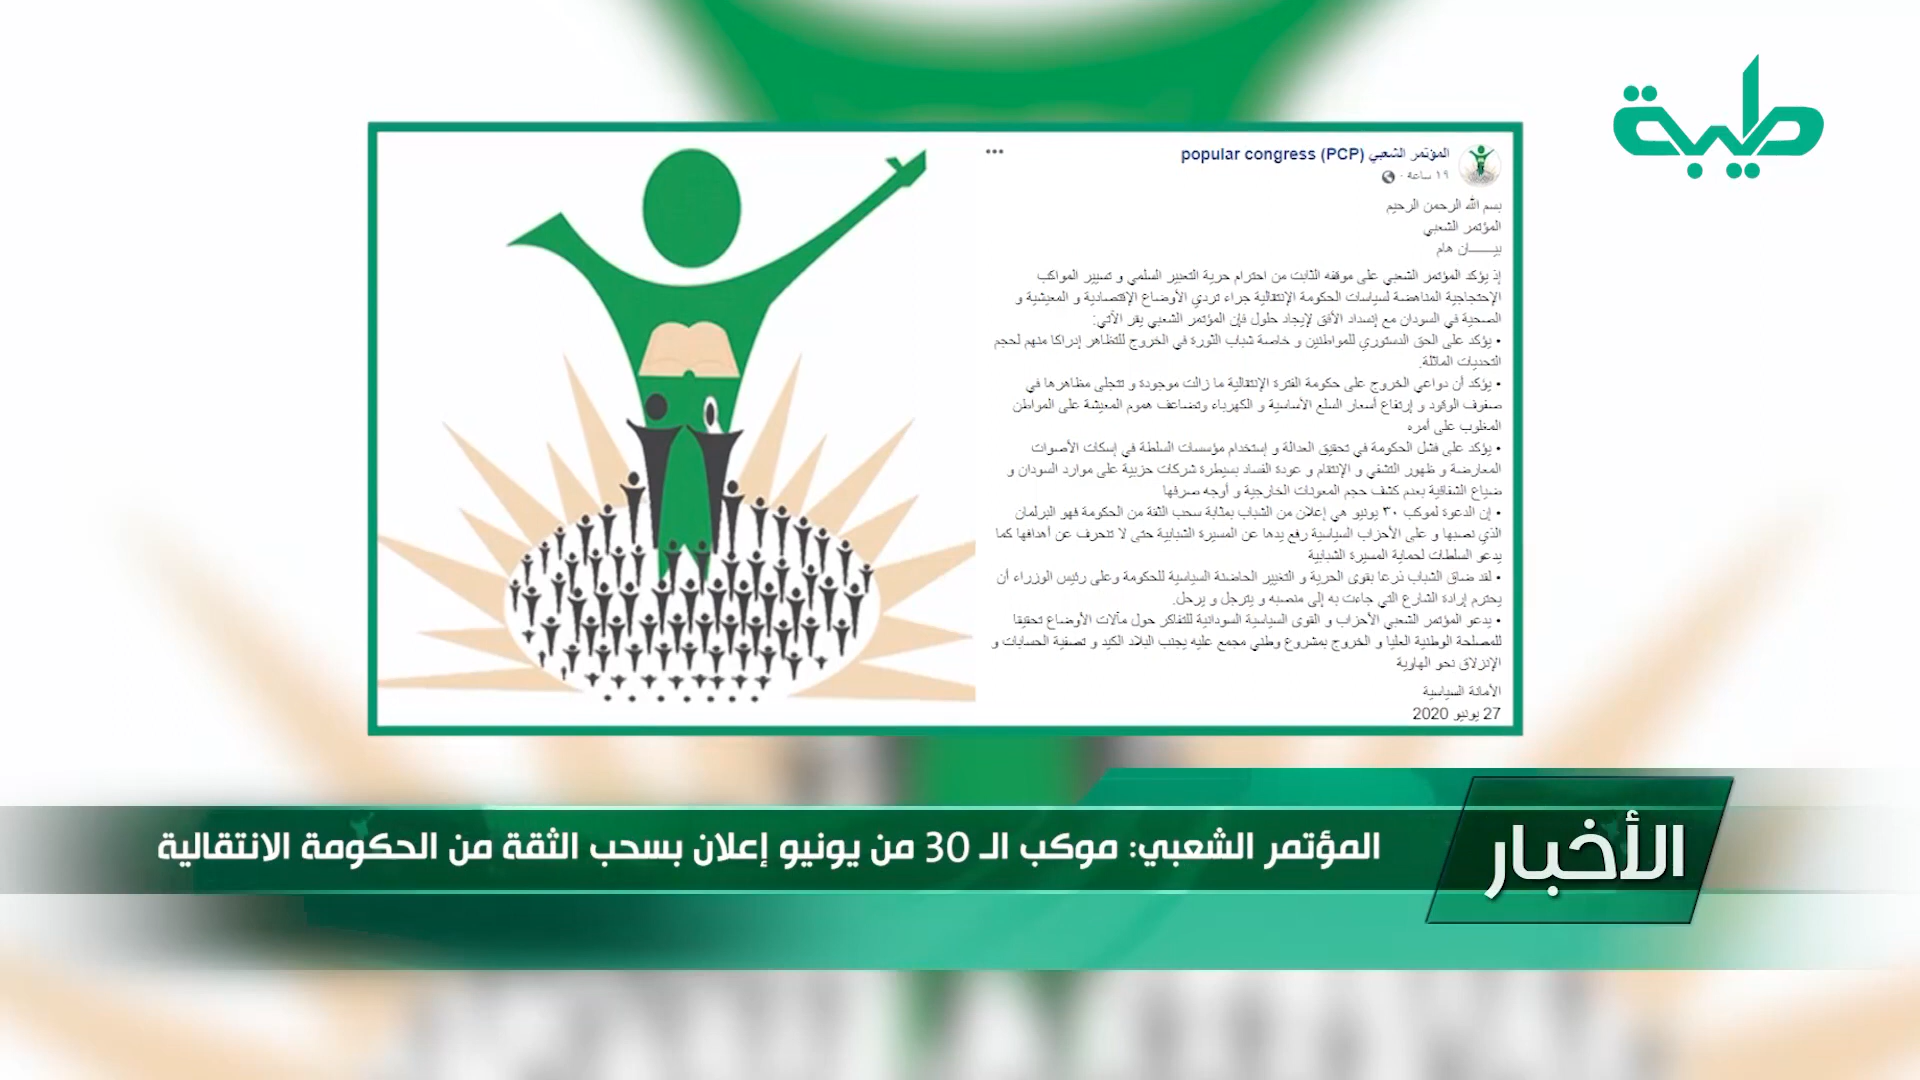 طيبة
المؤتمر الشعبي popular congress (PCP)
١٩ ساعة ·
بسم الله الرحمن الرحيم
المؤتمر الشعبي
بيـــــــان هام
إذ يؤكد المؤتمر الشعبي على موقفه الثابت من احترام حرية التعبير السلمي و تسيير المواكب
الإحتجاجية المناهضة لسياسات الحكومة الإنتقالية جراء تردي الأوضاع الإقتصادية و المعيشية و
الصحية في السودان مع إنسداد الأفق لإيجاد حلول فإن المؤتمر الشعبي يقر الآتي:
• يؤكد على الحق الدستوري للمواطنين و خاصة شباب الثورة في الخروج للتظاهر إدراكا منهم لحجم
التحديات الماثلة.
• يؤكد أن دواعي الخروج على حكومة الفترة الإنتقالية ما زالت موجودة و تتجلى مظاهرها في
صفوف الوقود و إرتفاع أسعار السلع الأساسية و الكهرباء وتضاعف هموم المعيشة على المواطن
المغلوب على أمره
• يؤكد على فشل الحكومة في تحقيق العدالة و إستخدام مؤسسات السلطة في إسكات الأصوات
المعارضة و ظهور التشفي و الإنتقام و عودة الفساد بسيطرة شركات حزبية على موارد السودان و
ضياع الشفافية بعدم كشف حجم المعونات الخارجية و أوجه صرفها
• إن الدعوة لموكب ٣٠ يونيو هي إعلان من الشباب بمثابة سحب الثقة من الحكومة فهو البرلمان
الذي نصبها و على الأحزاب السياسية رفع يدها عن المسيرة الشبابية حتى لا تنحرف عن أهدافها كما
يدعو السلطات لحماية المسيرة الشبابية
• لقد ضاق الشباب ذرعا بقوى الحرية و التغيير الحاضنة السياسية للحكومة وعلى رئيس الوزراء أن
يحترم إرادة الشارع التي جاءت به إلى منصبه و يترجل و يرحل.
• يدعو المؤتمر الشعبي الأحزاب و القوى السياسية السودانية للتفاكر حول مآلات الأوضاع تحقيقا
للمصلحة الوطنية العليا و الخروج بمشروع وطني مجمع عليه يجنب البلاد الكيد و تصفية الحسابات و
الإنزلاق نحو الهاوية
الأمانة السياسية
27 يونيو 2020
الأخبار
المؤتمر الشعبي: موكب الـ 30 من يونيو إعلان بسحب الثقة من الحكومة الانتقالية